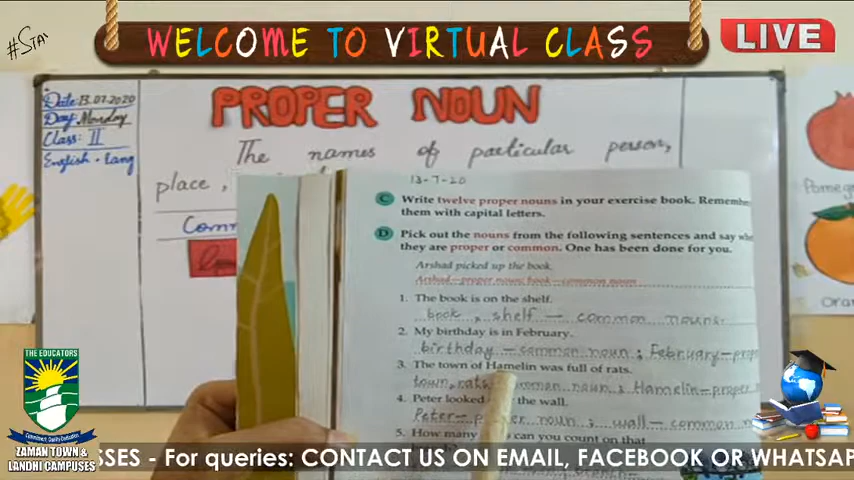 #Sta
WELCOME TO VIRTUAL CLASS
LIVE
Date: 13.07.2020
Day: Monday
Class: II
English. Lang
PROPER NOUN
The names of particular person,
place,
Comm
13-7-20
C Write twelve proper nouns in your exercise book. Remember
them with capital letters.
D Pick out the nouns from the following sentences and say whe
they are proper or common. One has been done for you.
Arshad picked up the book.
Arshad—proper noun; book—common noun
1. The book is on the shelf.
book, shelf — common nouns.
2. My birthday is in February.
birthday — common noun; February—prop
3. The town of Hamelin was full of rats.
town, rats, common noun; Hamelin—proper n
4. Peter looked the wall.
Peter— proper noun; wall— common no
5. How many can you count on that
Pomegr
Oran
THE EDUCATORS
ZAMAN TOWN &
LANDHI CAMPUSES
SSES - For queries: CONTACT US ON EMAIL, FACEBOOK OR WHATSAP